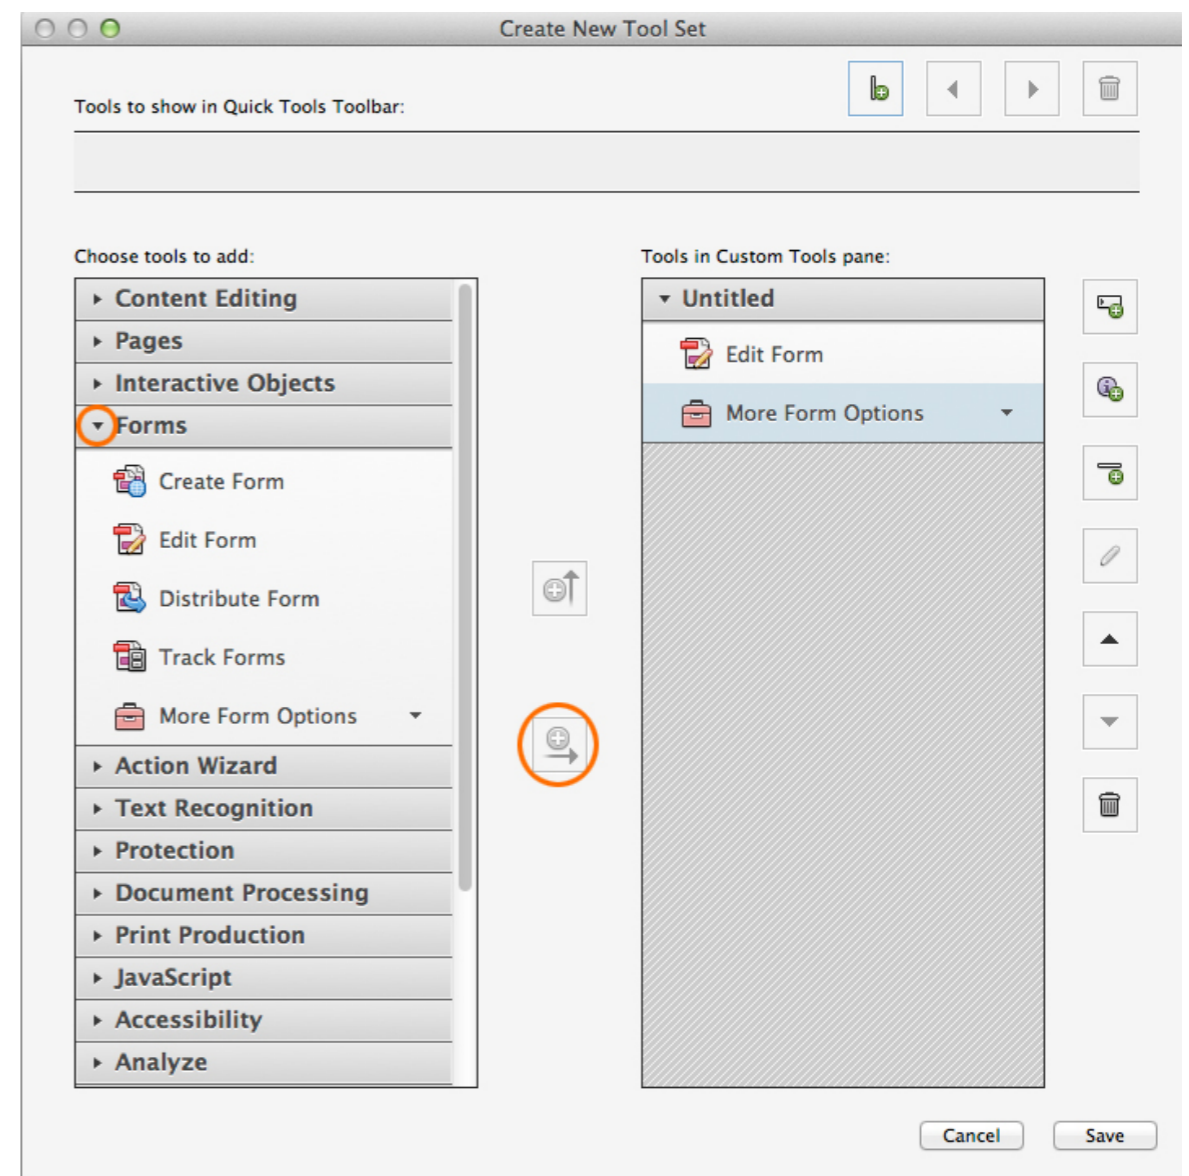 Create New Tool Set
Tools to show in Quick Tools Toolbar:
Choose tools to add:
Content Editing
Pages
Interactive Objects
Forms
Create Form
Edit Form
Distribute Form
Track Forms
More Form Options
Action Wizard
Text Recognition
Protection
Document Processing
Print Production
JavaScript
Accessibility
Analyze
Tools in Custom Tools pane:
Untitled
Edit Form
More Form Options
Cancel
Save